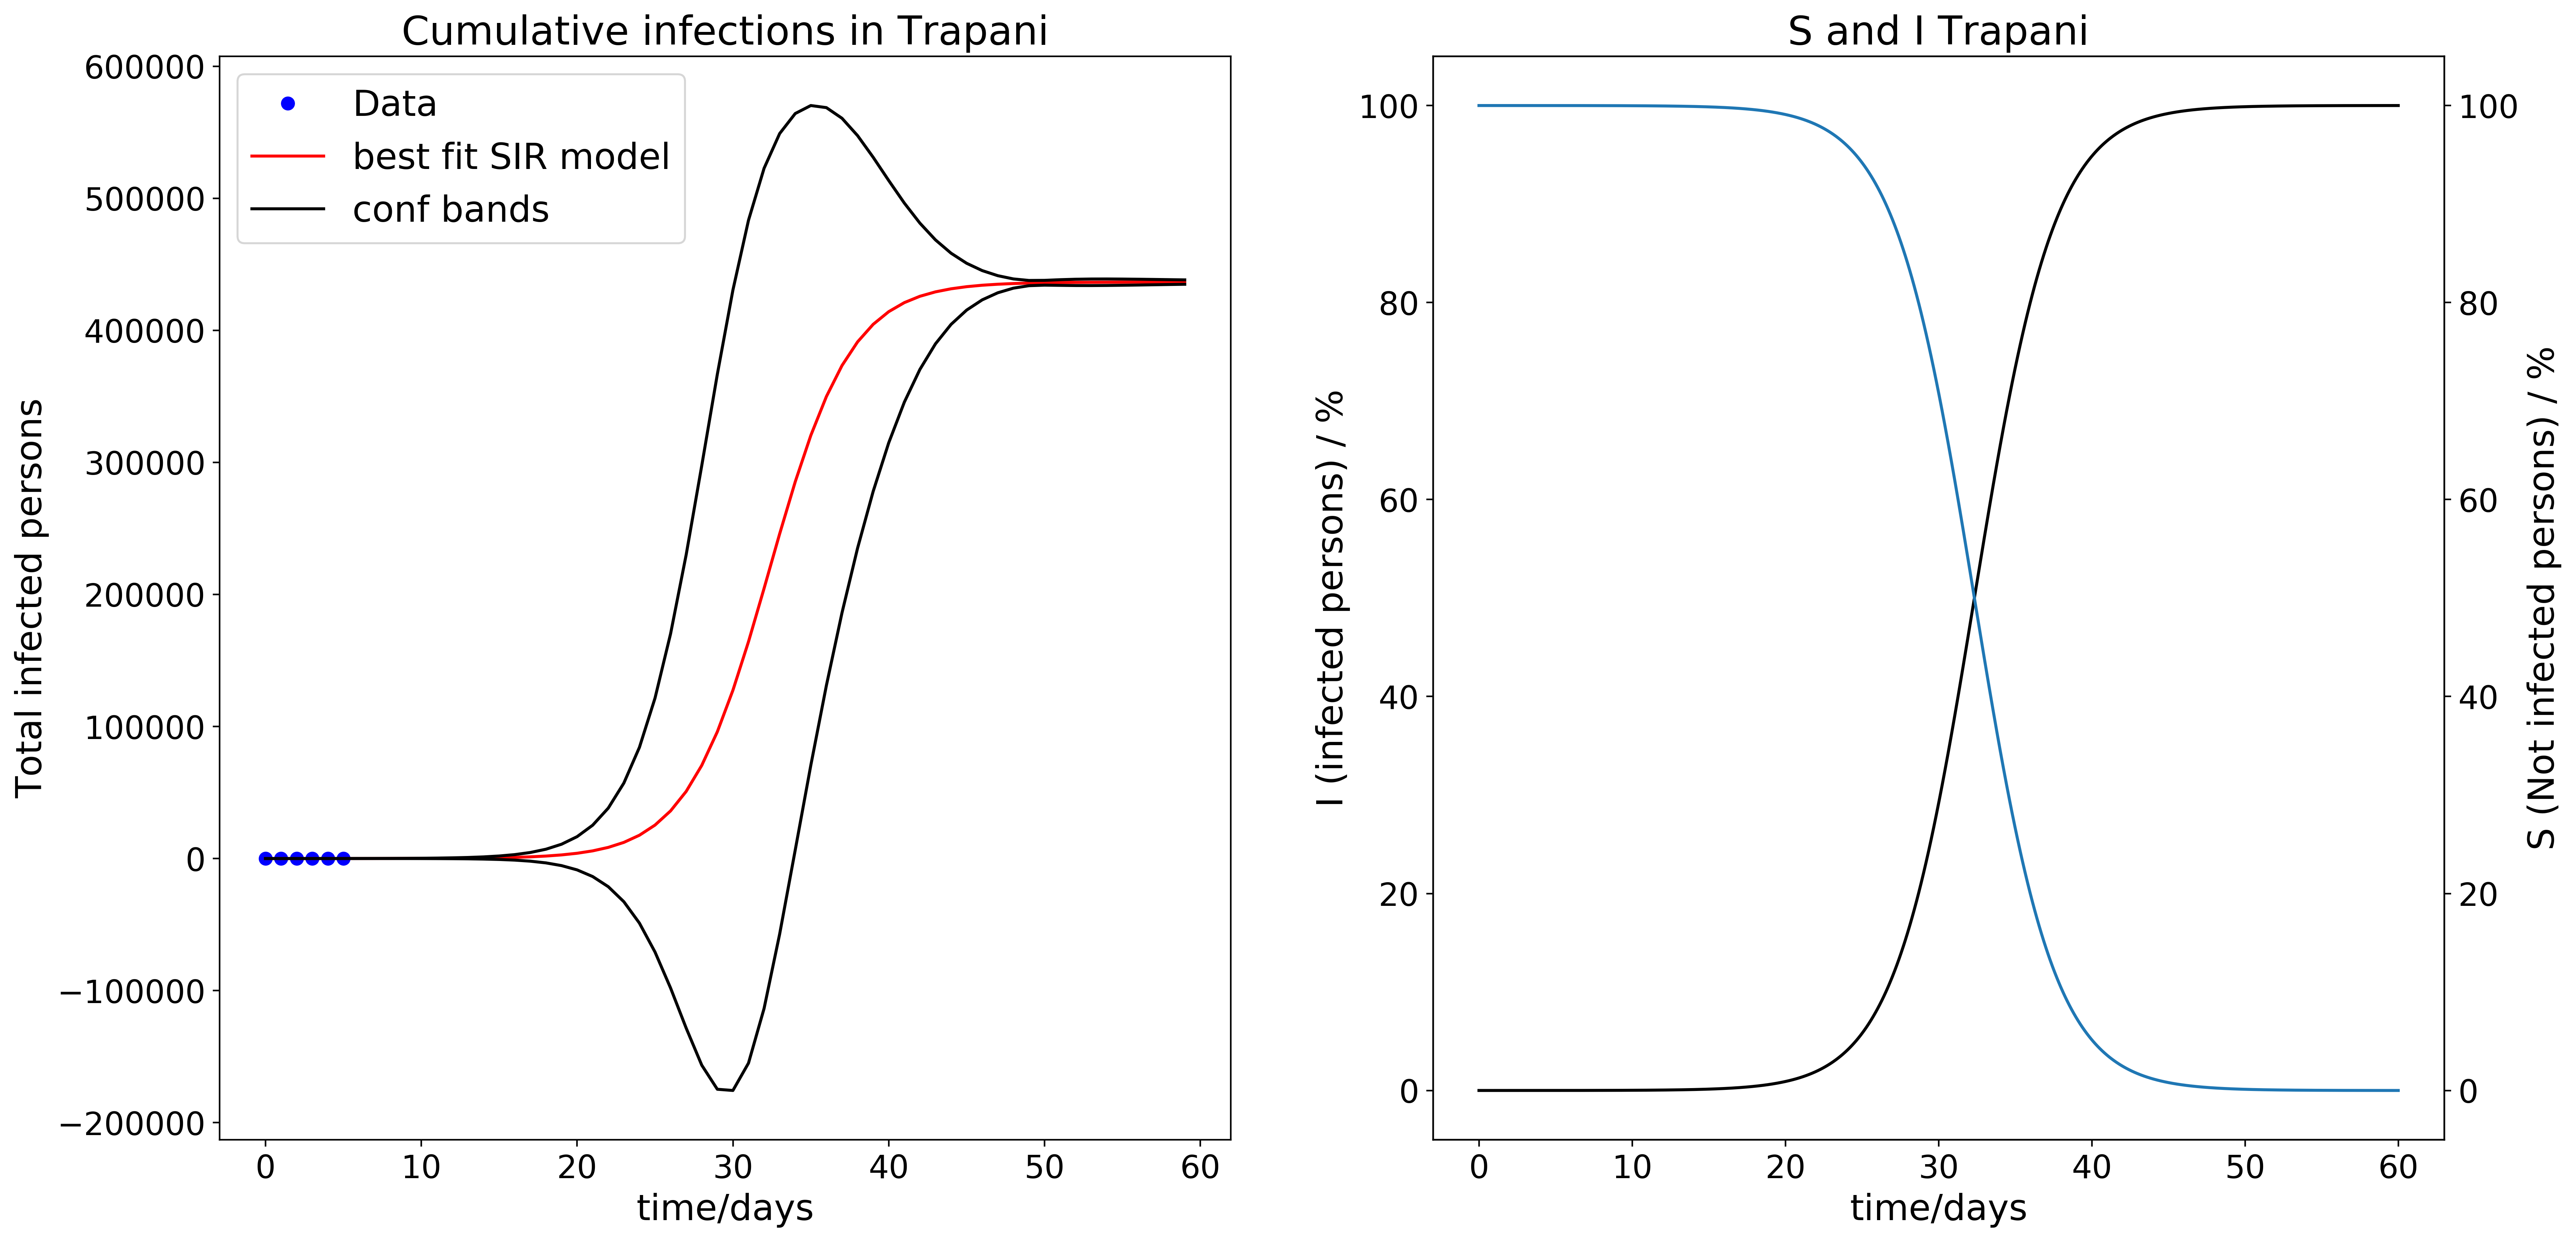 Cumulative infections in Trapani
600000
500000
400000
300000
200000
100000
0
−100000
−200000
Total infected persons
Data
best fit SIR model
conf bands
0 10 20 30 40 50 60
time/days
S and I Trapani
100
80
60
40
20
0
I (infected persons) / %
100
80
60
40
20
0
S (Not infected persons) / %
0 10 20 30 40 50 60
time/days